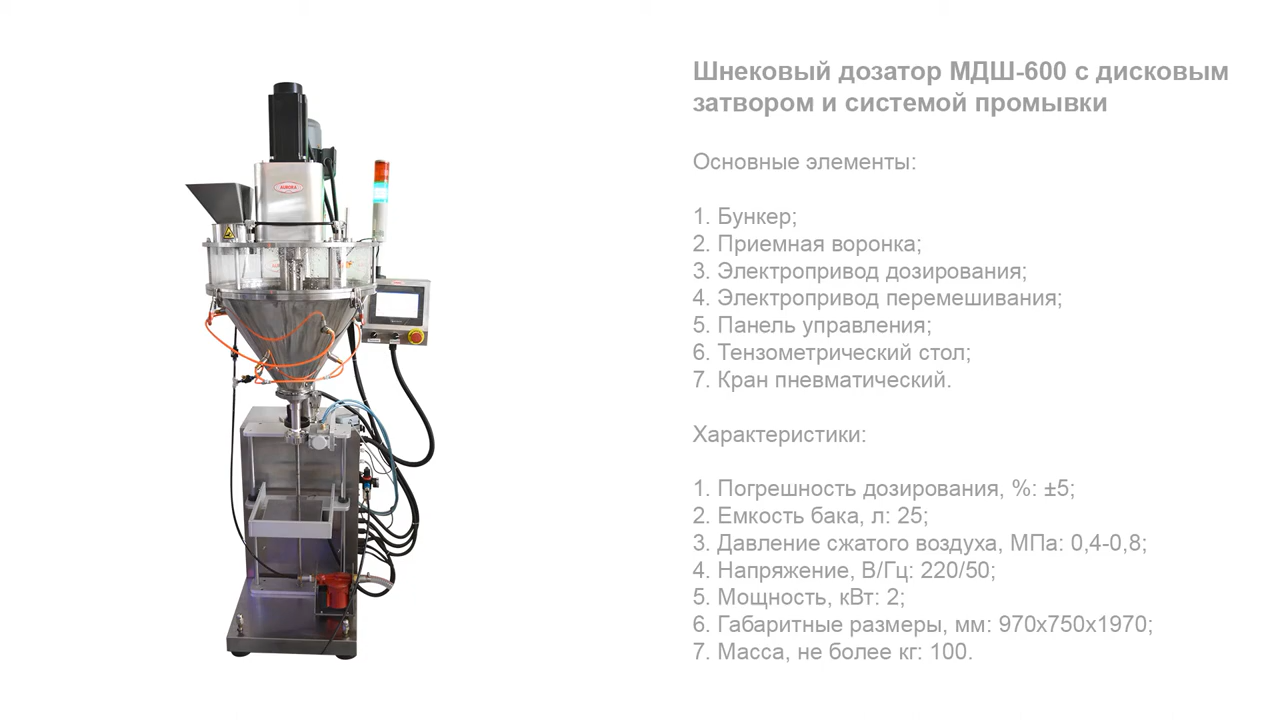 Шнековый дозатор МДШ-600 с дисковым
затвором и системой промывки
Основные элементы:
1. Бункер;
2. Приемная воронка;
3. Электропривод дозирования;
4. Электропривод перемешивания;
5. Панель управления;
6. Тензометрический стол;
7. Кран пневматический.
Характеристики:
1. Погрешность дозирования, %: ±5;
2. Емкость бака, л: 25;
3. Давление сжатого воздуха, МПа: 0,4-0,8;
4. Напряжение, В/Гц: 220/50;
5. Мощность, кВт: 2;
6. Габаритные размеры, мм: 970х750х1970;
7. Масса, не более кг: 100.